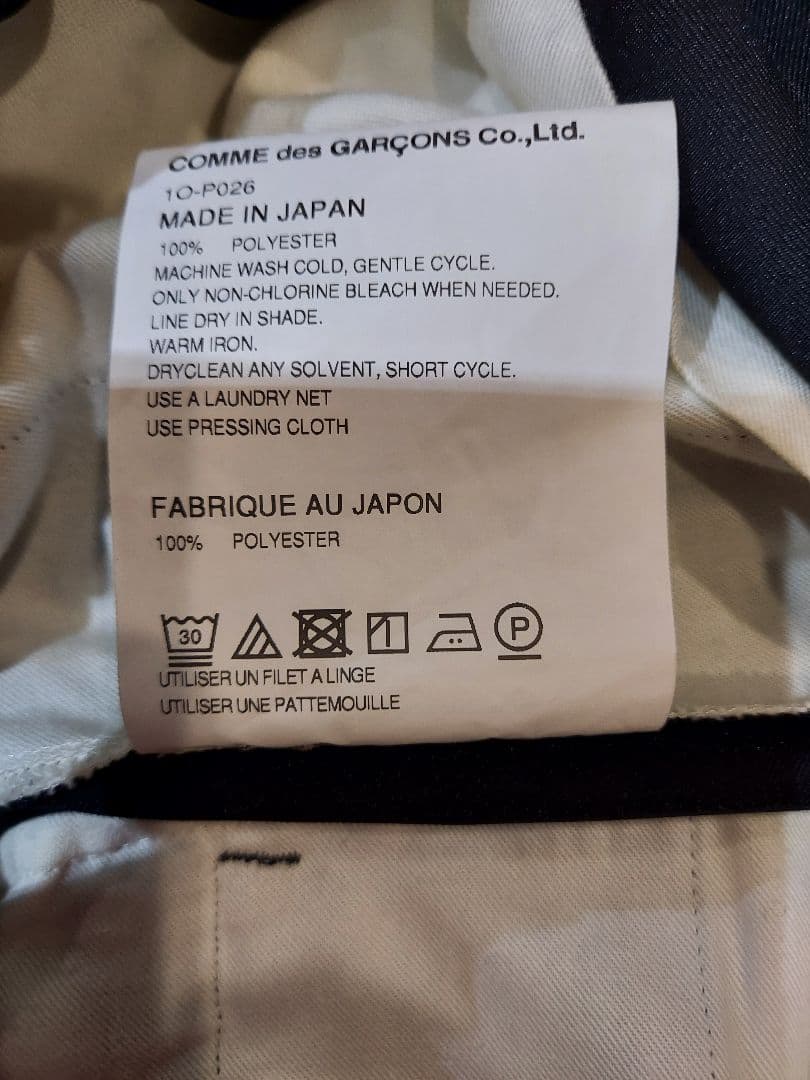 COMME des GARÇONS Co.,Ltd.
1O-P026
MADE IN JAPAN
100% POLYESTER
MACHINE WASH COLD, GENTLE CYCLE.
ONLY NON-CHLORINE BLEACH WHEN NEEDED.
LINE DRY IN SHADE.
WARM IRON.
DRYCLEAN ANY SOLVENT, SHORT CYCLE.
USE A LAUNDRY NET
USE PRESSING CLOTH
FABRIQUE AU JAPON
100% POLYESTER
30 P
UTILISER UN FILET A LINGE
UTILISER UNE PATTEMOUILLE